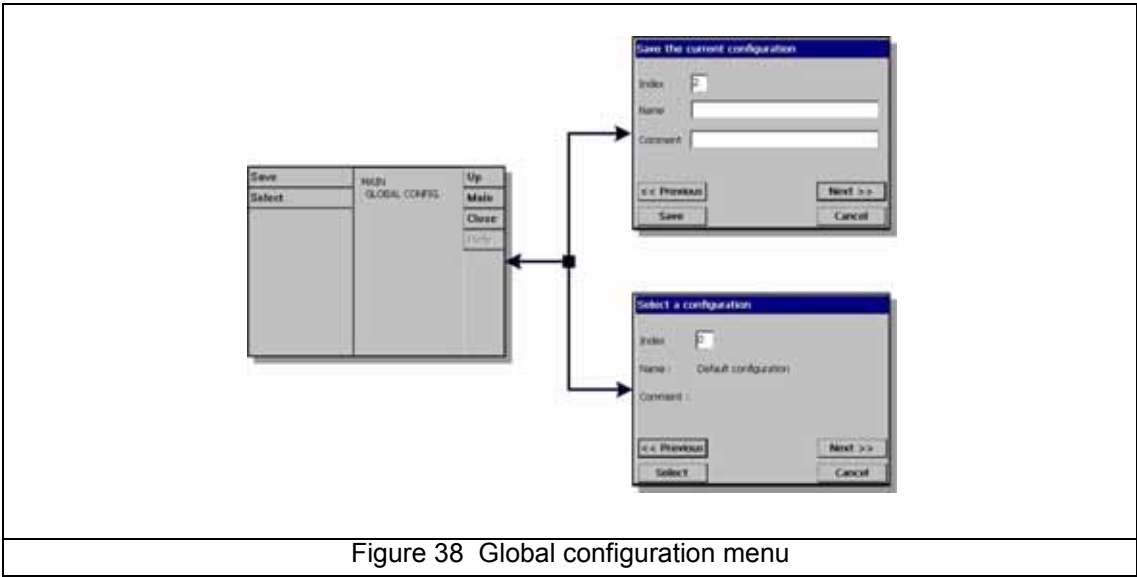 Save
Select
MAIN
GLOBAL CONFIG.
Up
Main
Close
Help
Save the current configuration
Index
Name
Comment
<< Previous
Next >>
Save
Cancel
Select a configuration
Index 0
Name : Default configuration
Comment :
<< Previous
Next >>
Select
Cancel
Figure 38 Global configuration menu